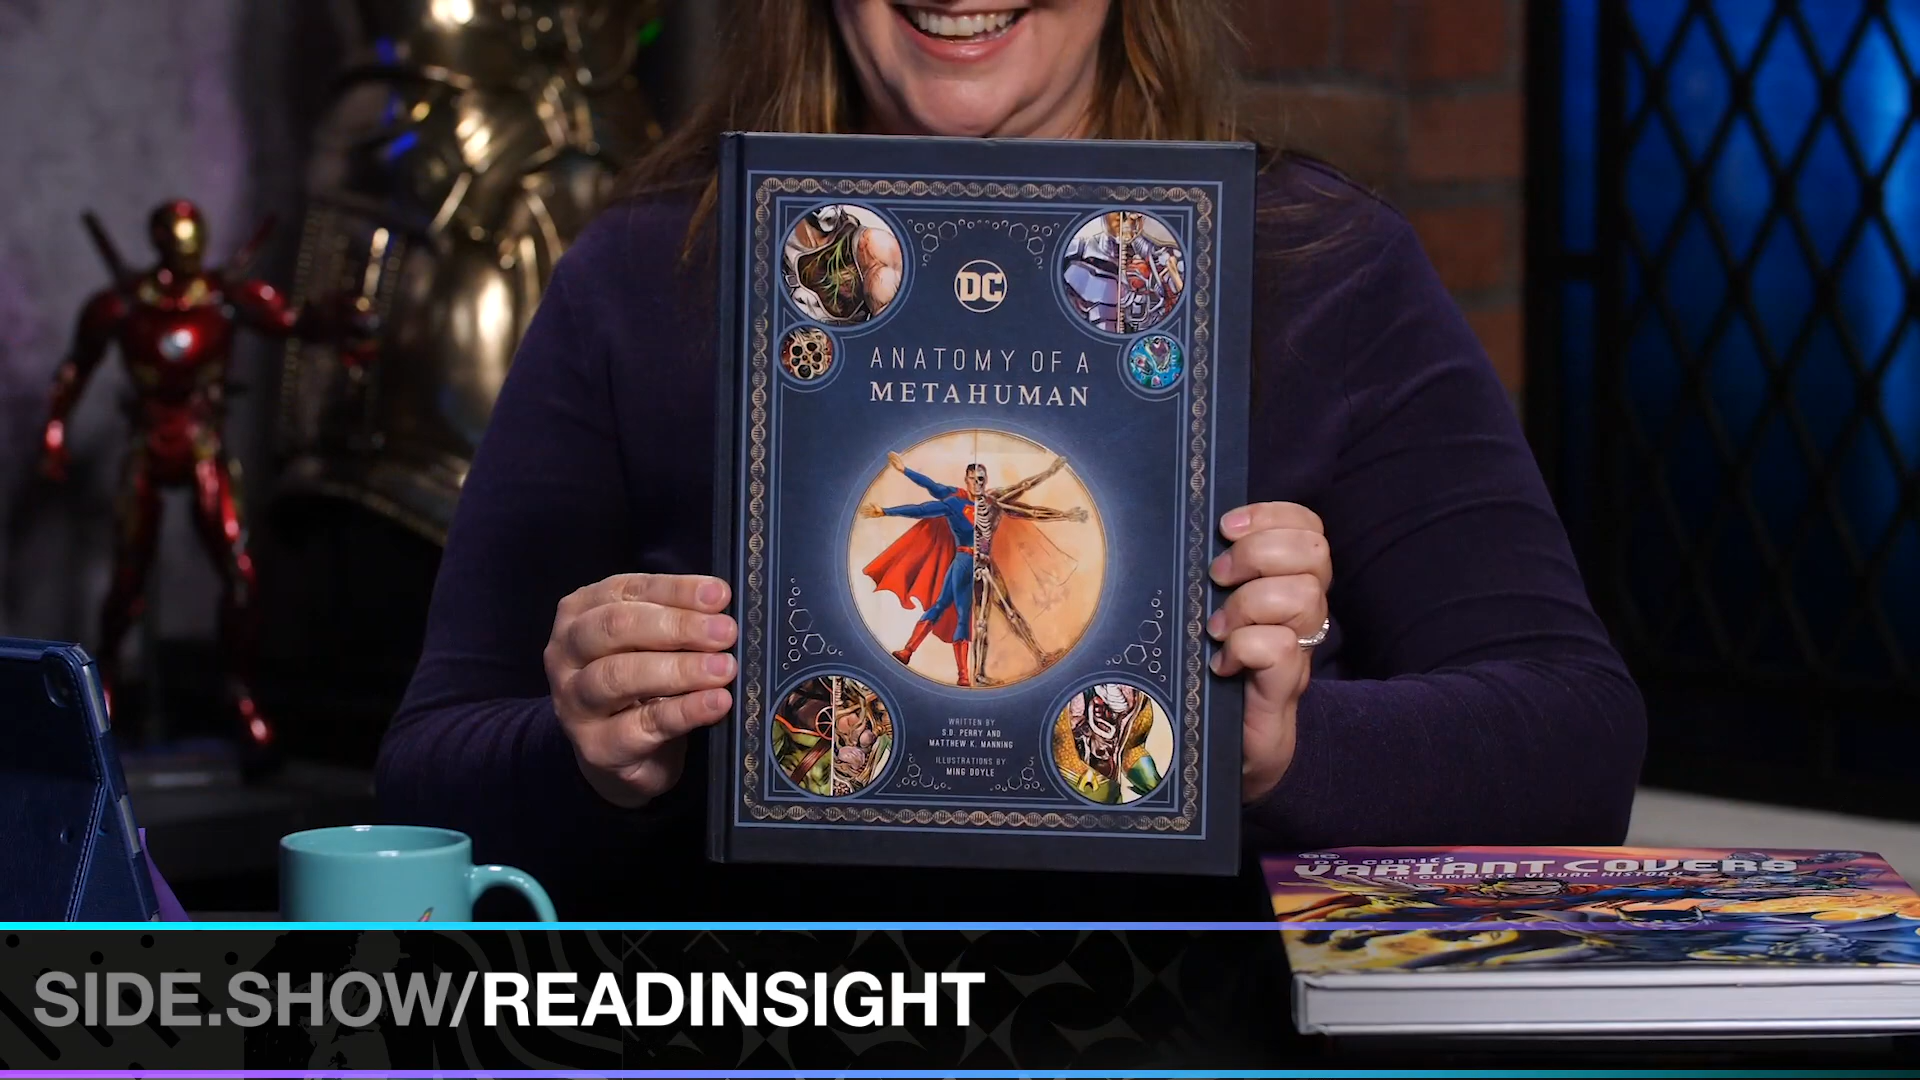 DC
ANATOMY OF A
METAHUMAN
WRITTEN BY
S.D. PERRY AND
MATTHEW K. MANNING
ILLUSTRATIONS BY
MING DOYLE
DC COMICS
VARIANT COVERS
THE COMPLETE VISUAL HISTORY
SIDE.SHOW/READINSIGHT